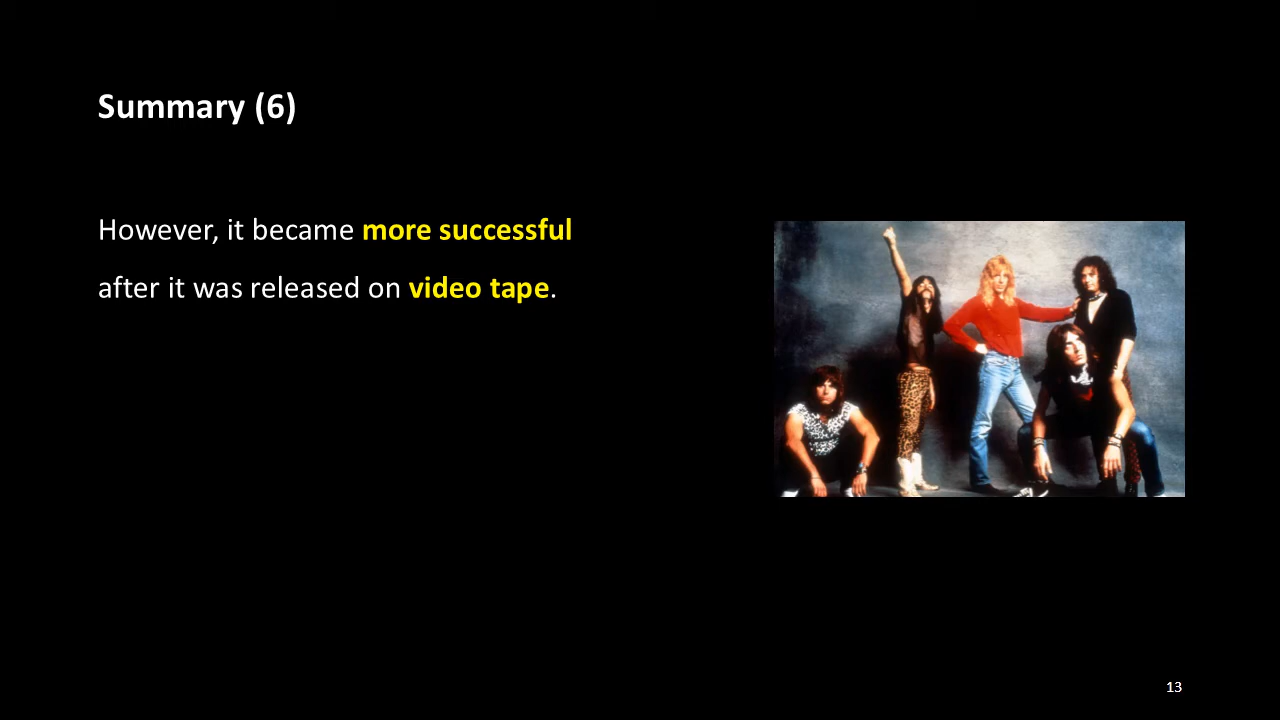 Summary (6)
However, it became more successful
after it was released on video tape.
13